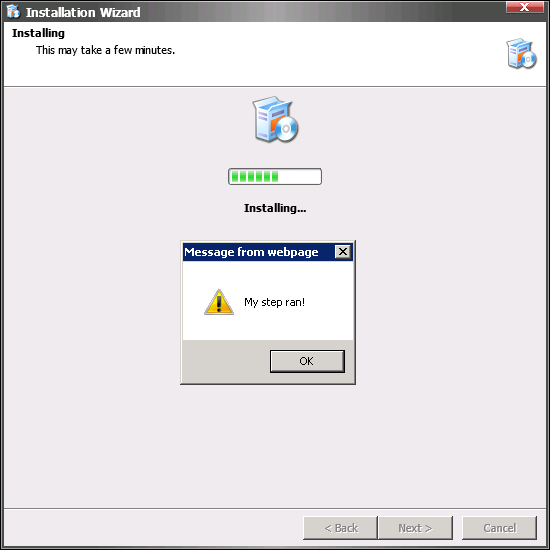 Installation Wizard
Installing
This may take a few minutes.
Installing...
Message from webpage
My step ran!
OK
< Back
Next >
Cancel